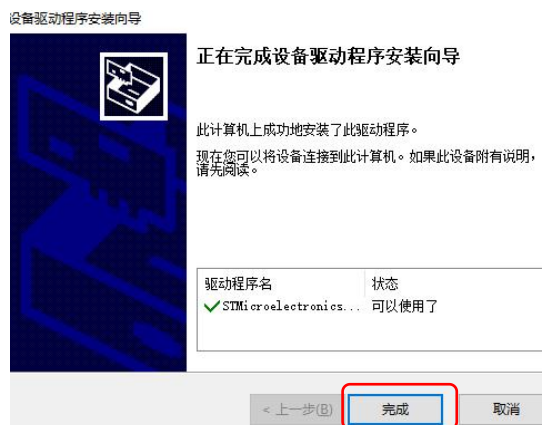 设备驱动程序安装向导
正在完成设备驱动程序安装向导
此计算机上成功地安装了此驱动程序。
现在您可以将设备连接到此计算机。如果此设备附有说明，
请先阅读。
驱动程序名 状态
STMicroelectronics... 可以使用了
< 上一步(B) 完成 取消